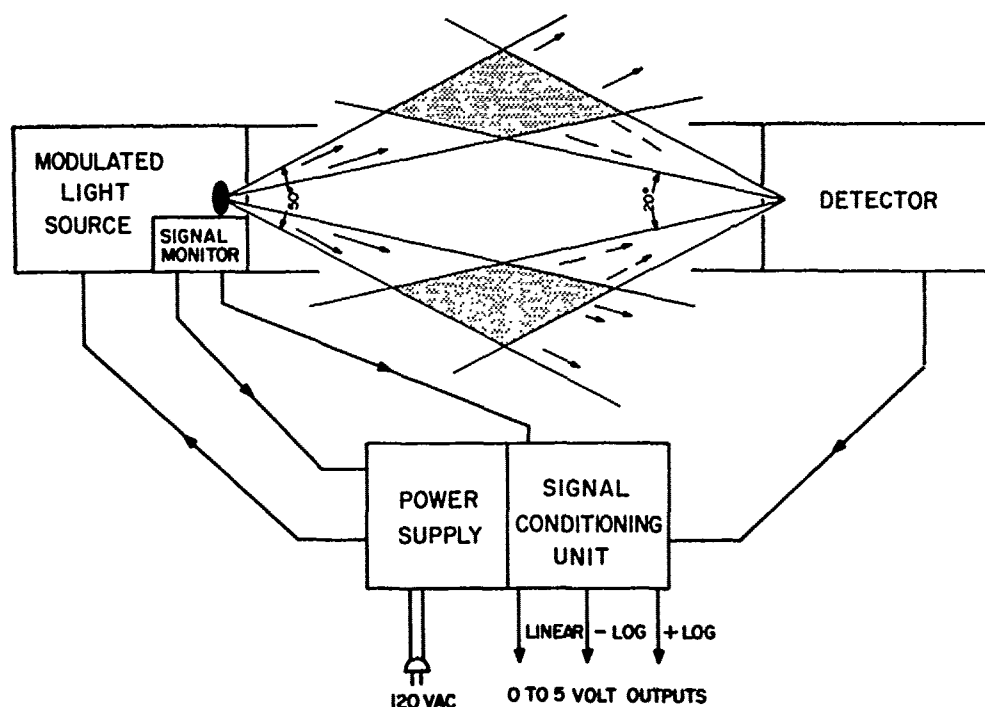 MODULATED
LIGHT
SOURCE
SIGNAL
MONITOR
50°
20°
DETECTOR
POWER
SUPPLY
SIGNAL
CONDITIONING
UNIT
LINEAR - LOG + LOG
120 VAC
0 TO 5 VOLT OUTPUTS